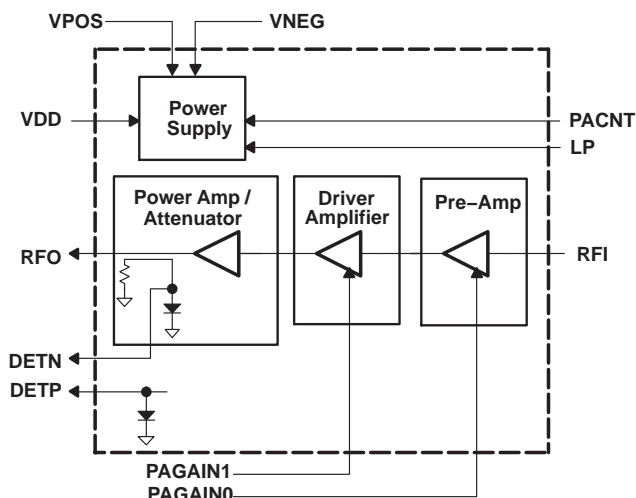 VPOS
VNEG
Power
Supply
VDD
PACNT
LP
Power Amp /
Attenuator
Driver
Amplifier
Pre–Amp
RFO
RFI
DETN
DETP
PAGAIN1
PAGAIN0